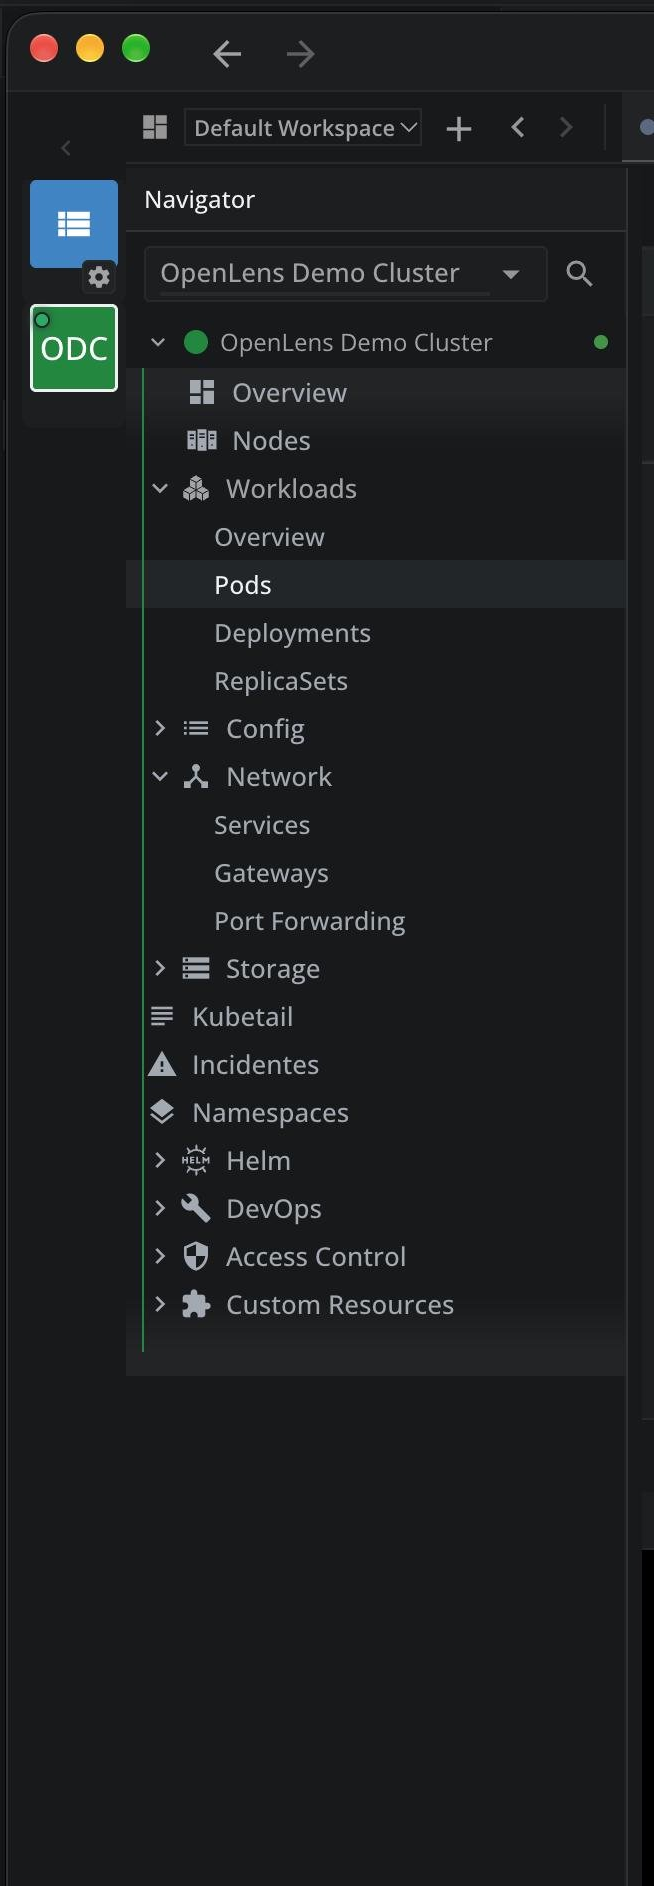 Default Workspace
Navigator
OpenLens Demo Cluster
ODC
OpenLens Demo Cluster
Overview
Nodes
Workloads
Overview
Pods
Deployments
ReplicaSets
Config
Network
Services
Gateways
Port Forwarding
Storage
Kubetail
Incidentes
Namespaces
HELM Helm
DevOps
Access Control
Custom Resources